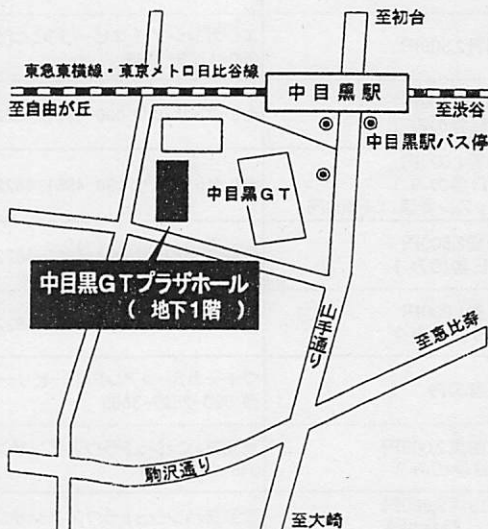 至初台
東急東横線・東京メトロ日比谷線
中目黒駅
至自由が丘
至渋谷
中目黒駅バス停
中目黒GT
中目黒GTプラザホール
( 地下1階 )
山手通り
至恵比寿
駒沢通り
至大崎